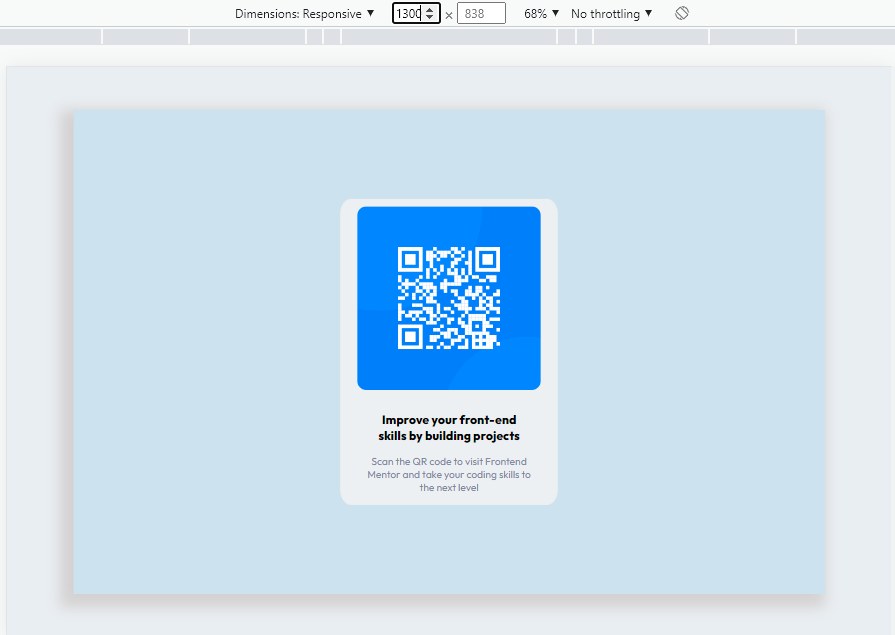 Dimensions: Responsive ▼ 1300 × 838 68% ▼ No throttling ▼
Improve your front-end
skills by building projects
Scan the QR code to visit Frontend
Mentor and take your coding skills to
the next level